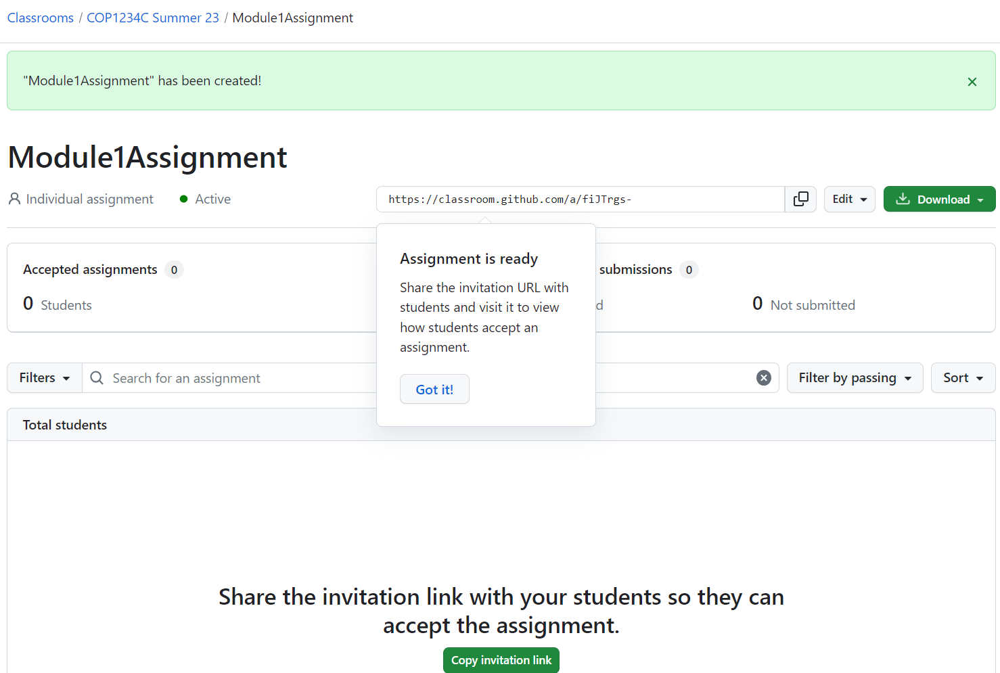 Classrooms / COP1234C Summer 23 / Module1Assignment
"Module1Assignment" has been created!
Module1Assignment
Individual assignment Active
https://classroom.github.com/a/fiJTrgs-
Edit
Download
Assignment is ready
Share the invitation URL with
students and visit it to view
how students accept an
assignment.
Got it!
Accepted assignments 0
0 Students
submissions 0
d
0 Not submitted
Filters
Search for an assignment
Filter by passing
Sort
Total students
Share the invitation link with your students so they can
accept the assignment.
Copy invitation link